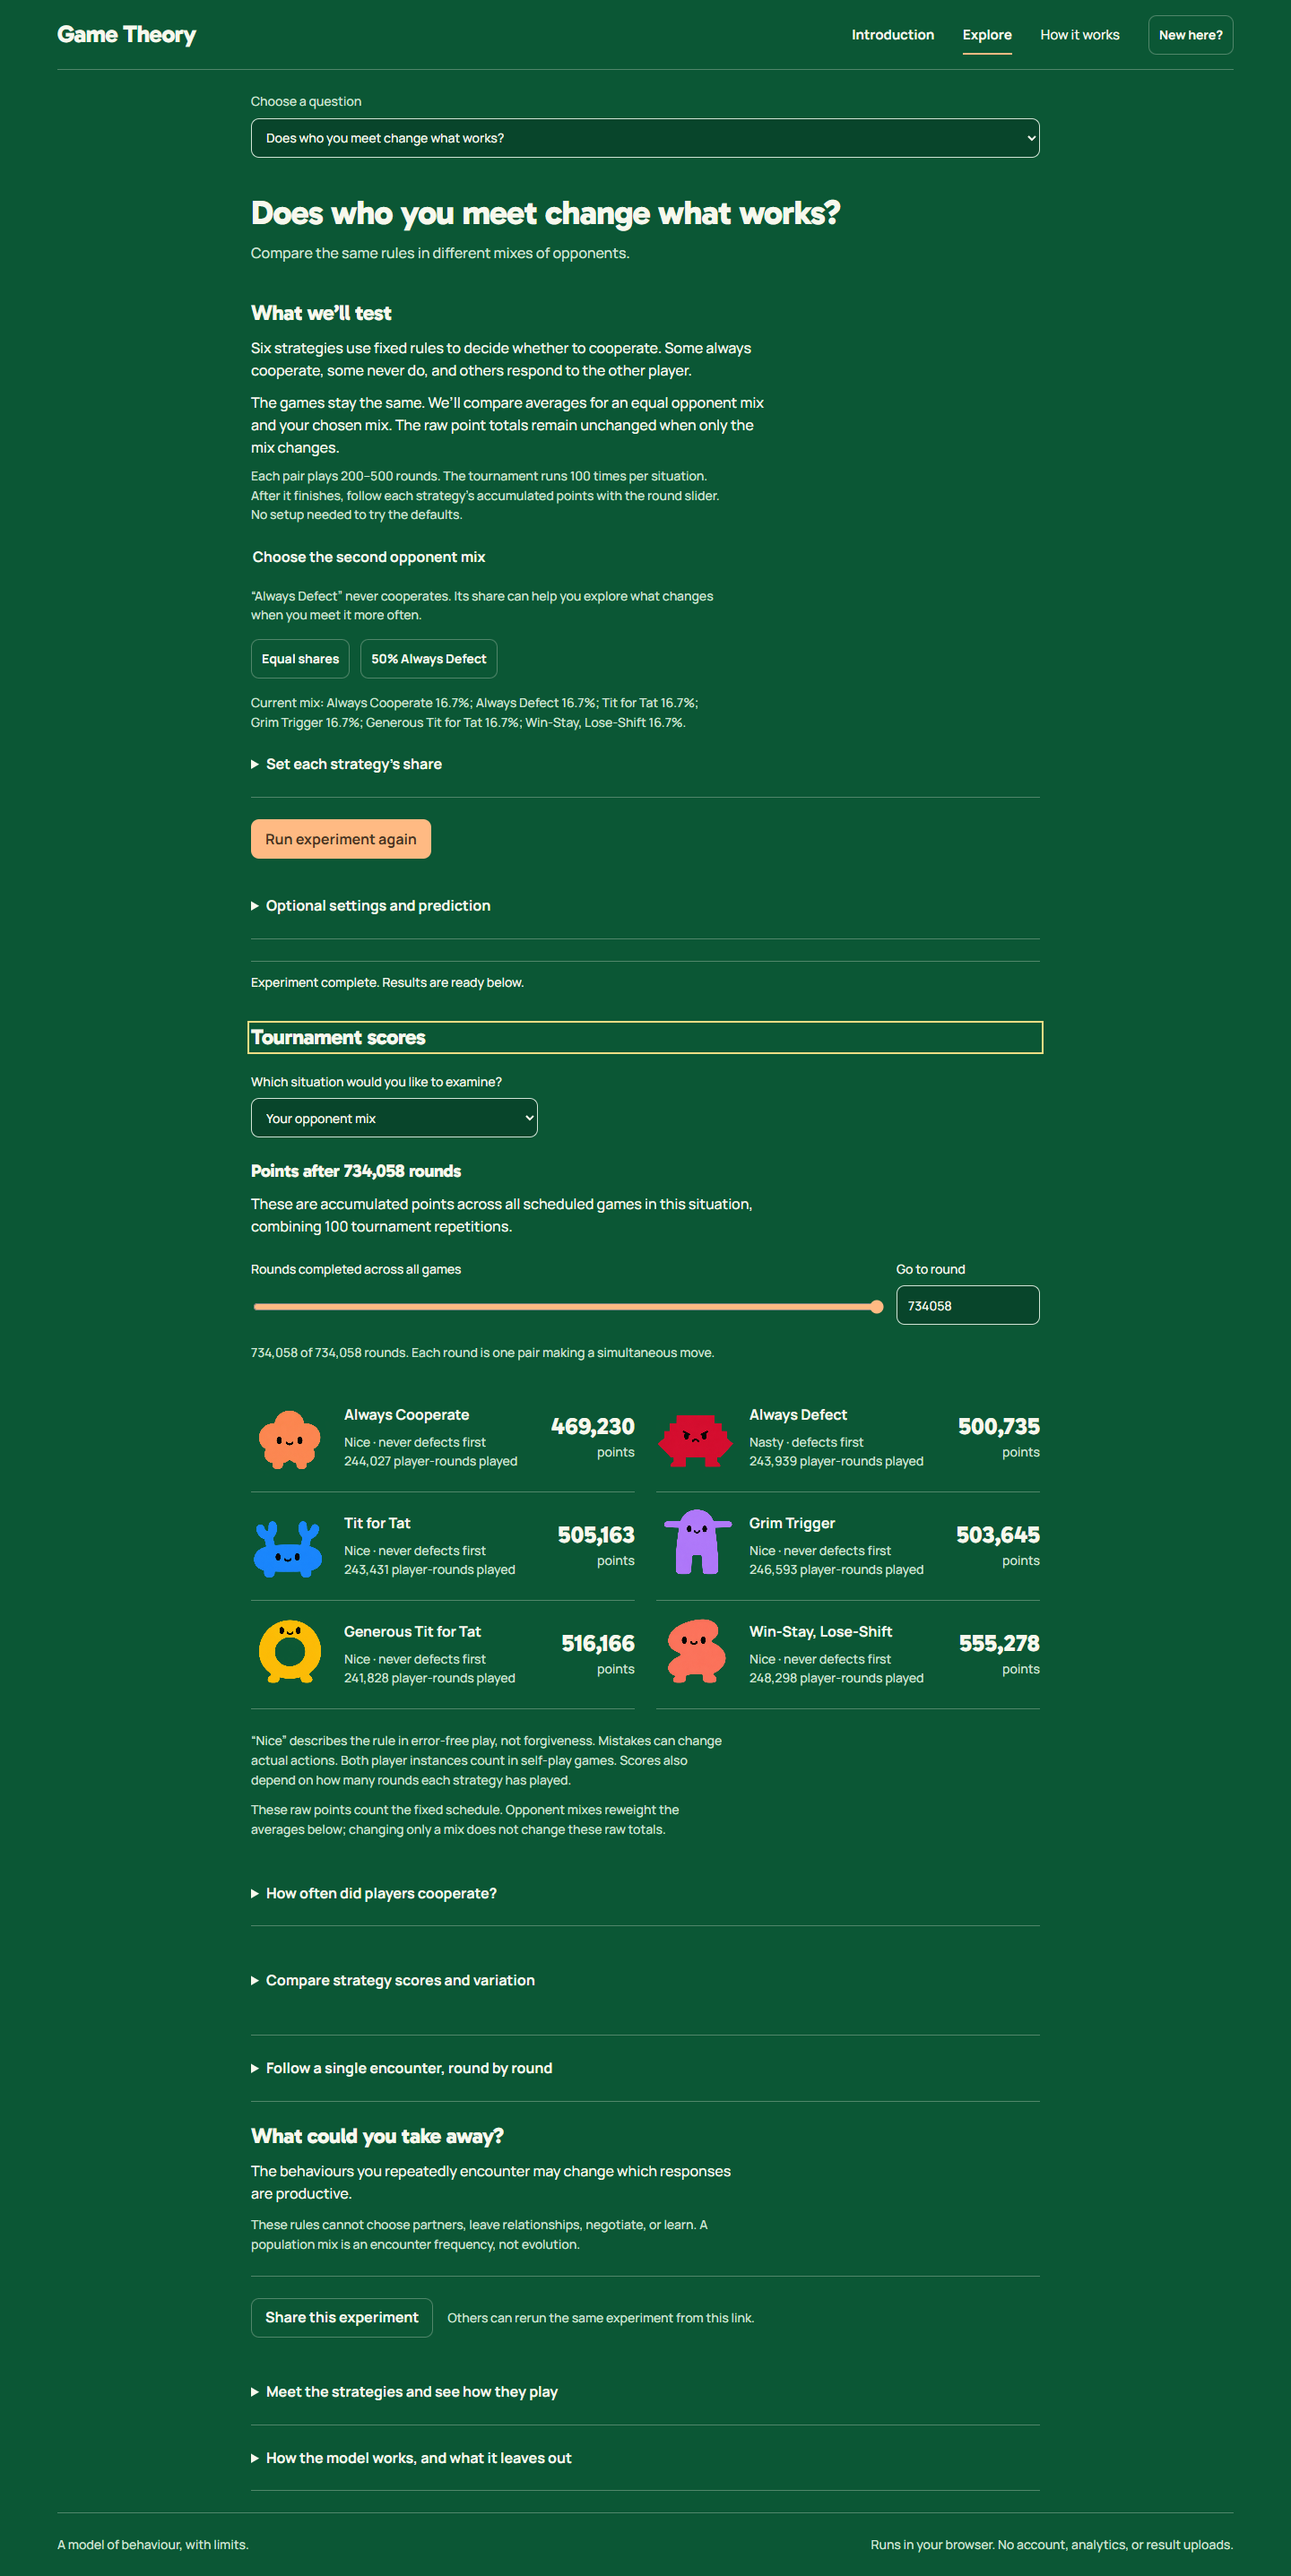 Game Theory
Introduction
Explore
How it works
New here?
Choose a question
Does who you meet change what works?
Does who you meet change what works?
Compare the same rules in different mixes of opponents.
What we’ll test
Six strategies use fixed rules to decide whether to cooperate. Some always
cooperate, some never do, and others respond to the other player.
The games stay the same. We’ll compare averages for an equal opponent mix
and your chosen mix. The raw point totals remain unchanged when only the
mix changes.
Each pair plays 200–500 rounds. The tournament runs 100 times per situation.
After it finishes, follow each strategy’s accumulated points with the round slider.
No setup needed to try the defaults.
Choose the second opponent mix
“Always Defect” never cooperates. Its share can help you explore what changes
when you meet it more often.
Equal shares
50% Always Defect
Current mix: Always Cooperate 16.7%; Always Defect 16.7%; Tit for Tat 16.7%;
Grim Trigger 16.7%; Generous Tit for Tat 16.7%; Win-Stay, Lose-Shift 16.7%.
Set each strategy’s share
Run experiment again
Optional settings and prediction
Experiment complete. Results are ready below.
Tournament scores
Which situation would you like to examine?
Your opponent mix
Points after 734,058 rounds
These are accumulated points across all scheduled games in this situation,
combining 100 tournament repetitions.
Rounds completed across all games
Go to round
734058
734,058 of 734,058 rounds. Each round is one pair making a simultaneous move.
Always Cooperate
Nice · never defects first
244,027 player-rounds played
469,230
points
Always Defect
Nasty · defects first
243,939 player-rounds played
500,735
points
Tit for Tat
Nice · never defects first
243,431 player-rounds played
505,163
points
Grim Trigger
Nice · never defects first
246,593 player-rounds played
503,645
points
Generous Tit for Tat
Nice · never defects first
241,828 player-rounds played
516,166
points
Win-Stay, Lose-Shift
Nice · never defects first
248,298 player-rounds played
555,278
points
“Nice” describes the rule in error-free play, not forgiveness. Mistakes can change
actual actions. Both player instances count in self-play games. Scores also
depend on how many rounds each strategy has played.
These raw points count the fixed schedule. Opponent mixes reweight the
averages below; changing only a mix does not change these raw totals.
How often did players cooperate?
Compare strategy scores and variation
Follow a single encounter, round by round
What could you take away?
The behaviours you repeatedly encounter may change which responses
are productive.
These rules cannot choose partners, leave relationships, negotiate, or learn. A
population mix is an encounter frequency, not evolution.
Share this experiment
Others can rerun the same experiment from this link.
Meet the strategies and see how they play
How the model works, and what it leaves out
A model of behaviour, with limits.
Runs in your browser. No account, analytics, or result uploads.